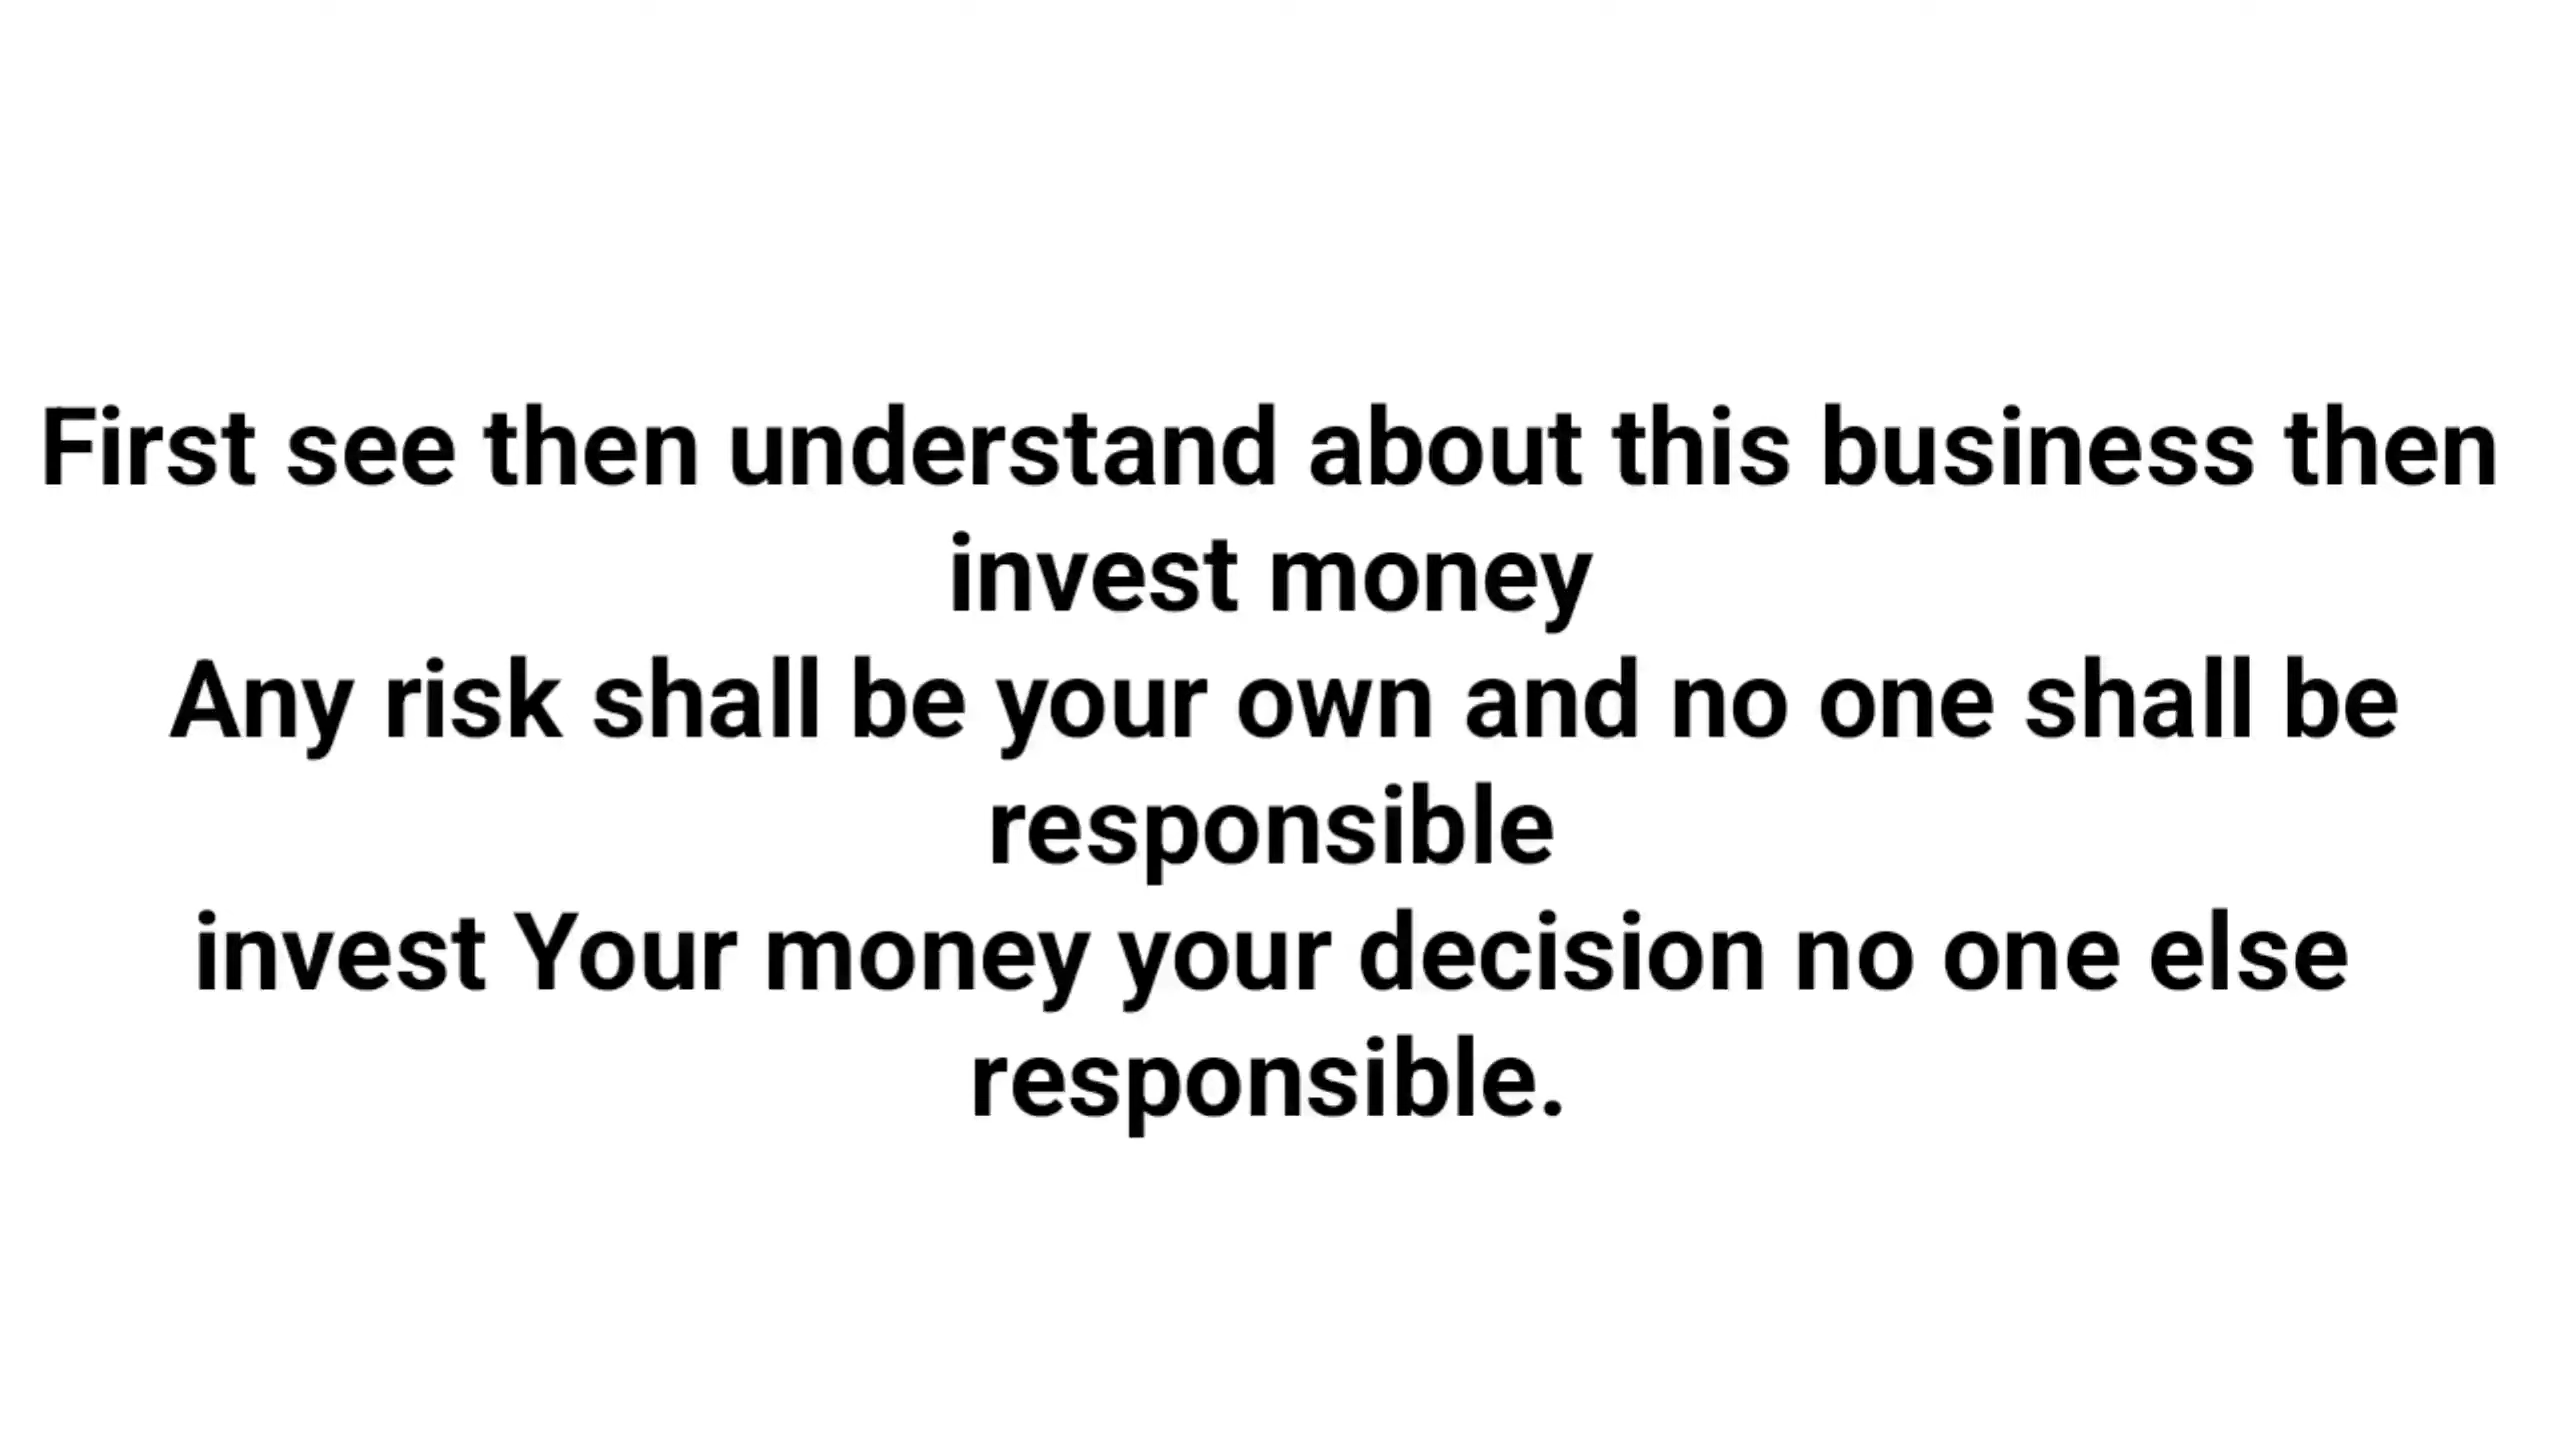 First see then understand about this business then
invest money
Any risk shall be your own and no one shall be
responsible
invest Your money your decision no one else
responsible.